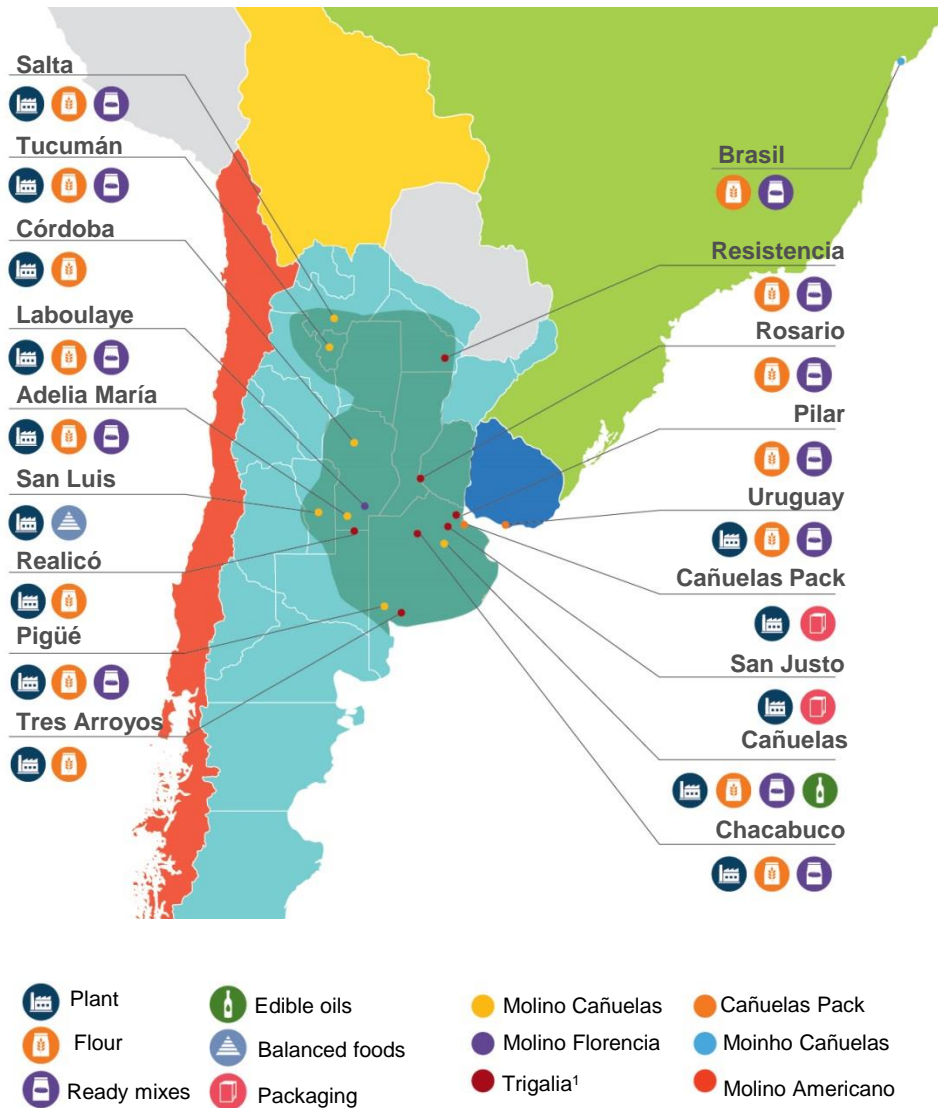 Salta
Tucumán
Córdoba
Laboulaye
Adelia María
San Luis
Realicó
Pigüé
Tres Arroyos
Brasil
Resistencia
Rosario
Pilar
Uruguay
Cañuelas Pack
San Justo
Cañuelas
Chacabuco
Plant
Flour
Ready mixes
Edible oils
Balanced foods
Packaging
Molino Cañuelas
Molino Florencia
Trigalia¹
Cañuelas Pack
Moinho Cañuelas
Molino Americano